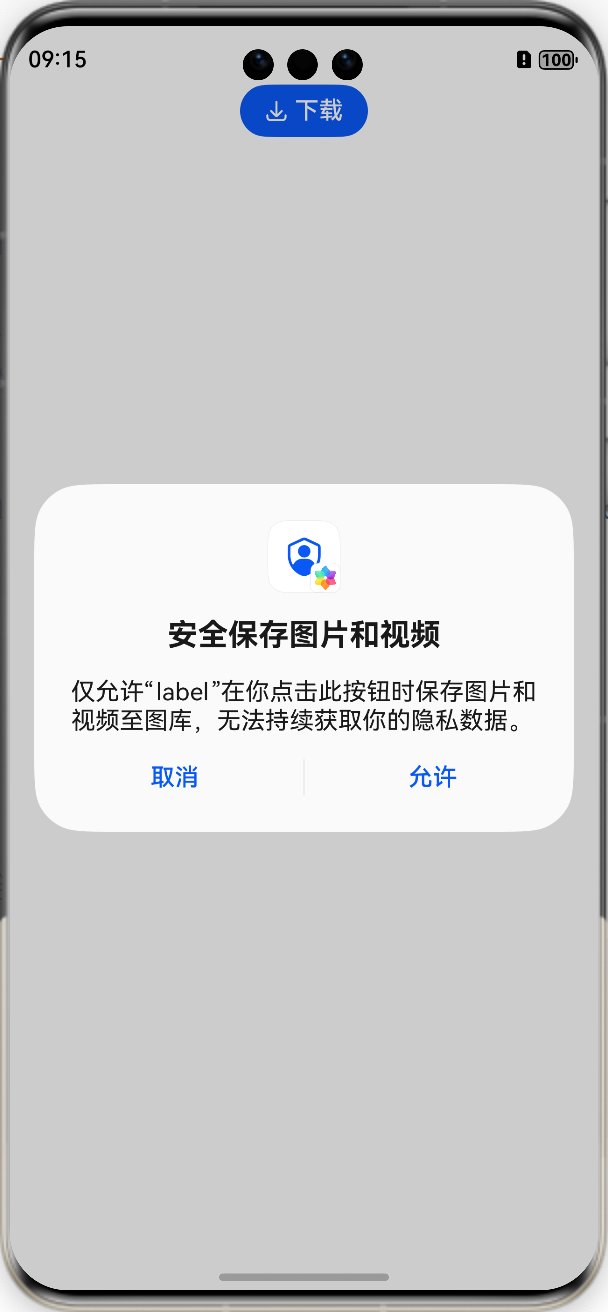 09:15
100
下载
安全保存图片和视频
仅允许“label”在你点击此按钮时保存图片和
视频至图库，无法持续获取你的隐私数据。
取消
允许